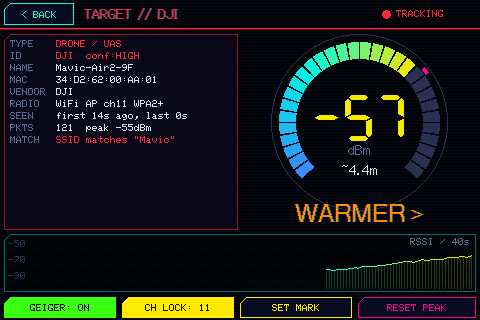 < BACK
TARGET // DJI
TRACKING
TYPE DRONE / UAS
ID DJI conf:HIGH
NAME Mavic-Air2-9F
MAC 34:D2:62:00:AA:01
VENDOR DJI
RADIO WiFi AP ch11 WPA2+
SEEN first 14s ago, last 0s
PKTS 121 peak -55dBm
MATCH SSID matches "Mavic"
-57
dBm
~4.4m
WARMER >
RSSI / 40s
-50
-70
-90
GEIGER: ON
CH LOCK: 11
SET MARK
RESET PEAK